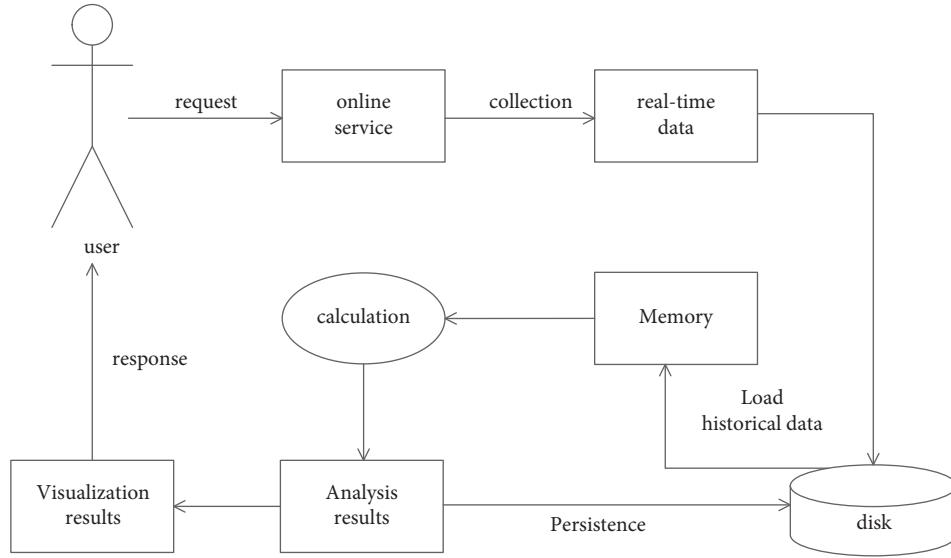 request
online
service
collection
real-time
data
user
calculation
Memory
response
Load
historical data
Visualization
results
Analysis
results
Persistence
disk